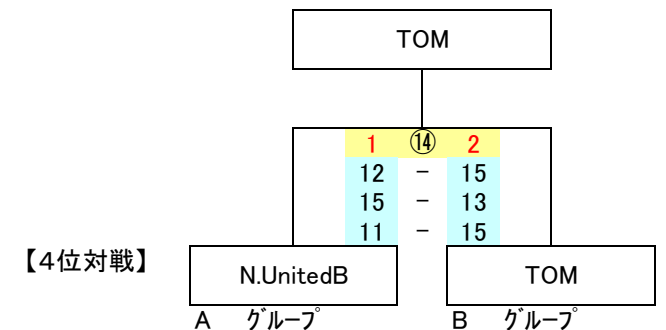 TOM
1 ⑭ 2
12 − 15
15 − 13
11 − 15
【4位対戦】
N.UnitedB TOM
A ｸﾞﾙｰﾌﾟ B ｸﾞﾙｰﾌﾟ